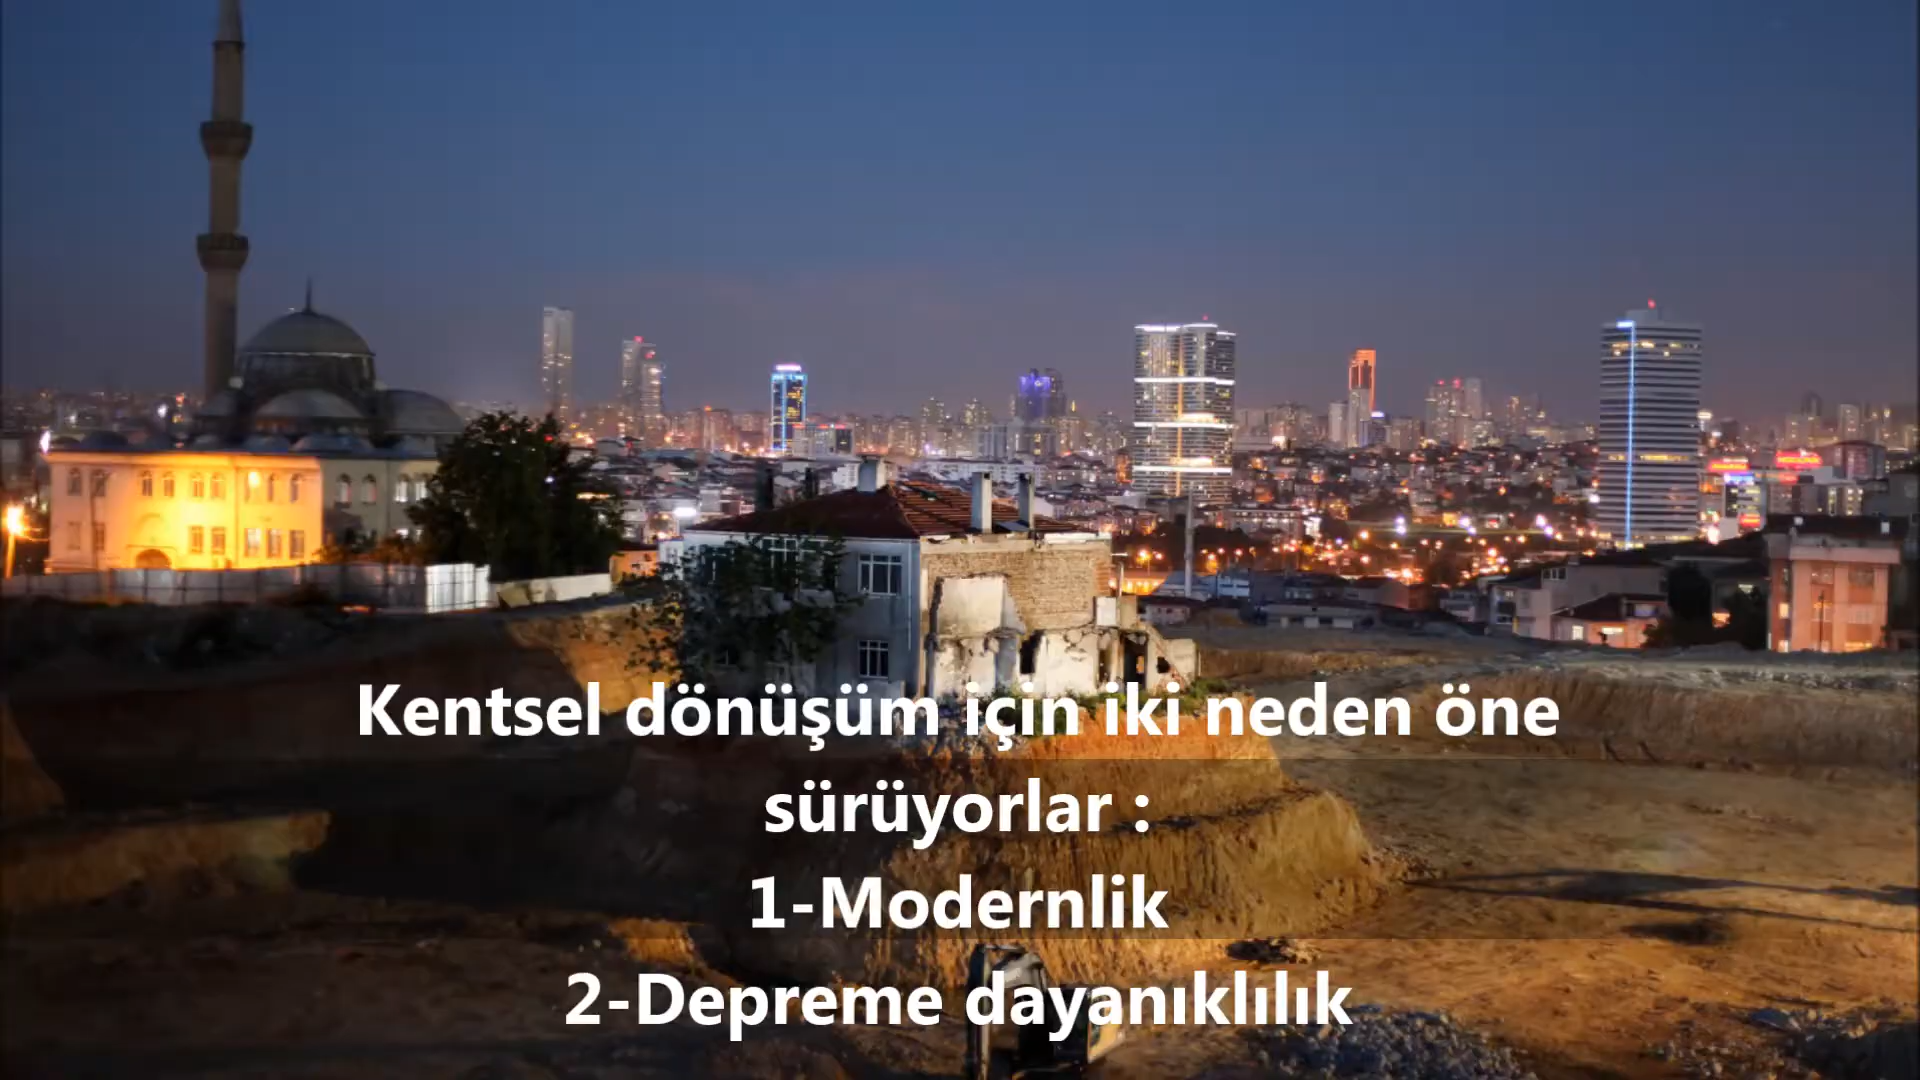 Kentsel dönüşüm için iki neden öne
sürüyorlar :
1-Modernlik
2-Depreme dayanıklılık